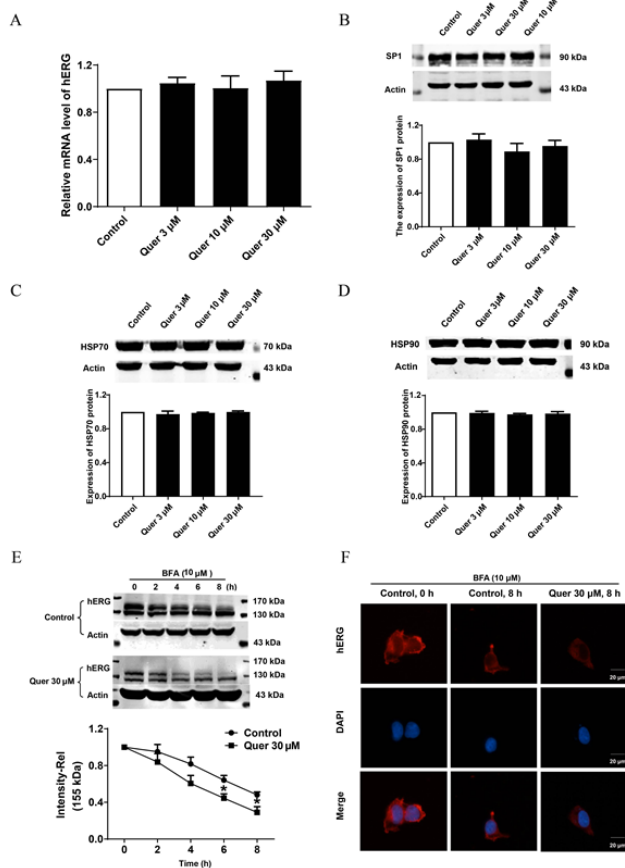 A
Relative mRNA level of hERG
1.2
0.8
0.4
0.0
Control
Quer 3 μM
Quer 10 μM
Quer 30 μM
B
Control
Quer 3 μM
Quer 30 μM
Quer 10 μM
SP1
90 kDa
Actin
43 kDa
The expression of SP1 protein
1.2
0.8
0.4
0.0
Control
Quer 3 μM
Quer 10 μM
Quer 30 μM
C
Control
Quer 3 μM
Quer 10 μM
Quer 30 μM
HSP70
70 kDa
Actin
43 kDa
Expression of HSP70 protein
1.2
0.8
0.4
0.0
Control
Quer 3 μM
Quer 10 μM
Quer 30 μM
D
Control
Quer 3 μM
Quer 10 μM
Quer 30 μM
HSP90
90 kDa
Actin
43 kDa
Expression of HSP90 protein
1.2
0.8
0.4
0.0
Control
Quer 3 μM
Quer 10 μM
Quer 30 μM
E
BFA (10 μM)
0 2 4 6 8 (h)
hERG
170 kDa
130 kDa
Control
Actin
43 kDa
hERG
170 kDa
130 kDa
Quer 30 μM
Actin
43 kDa
Intensity-Rel
(155 kDa)
1.2
0.8
0.4
0.0
Control
Quer 30 μM
*
*
0 2 4 6 8
Time (h)
F
BFA (10 μM)
Control, 0 h Control, 8 h Quer 30 μM, 8 h
hERG
20 μm
DAPI
20 μm
Merge
20 μm